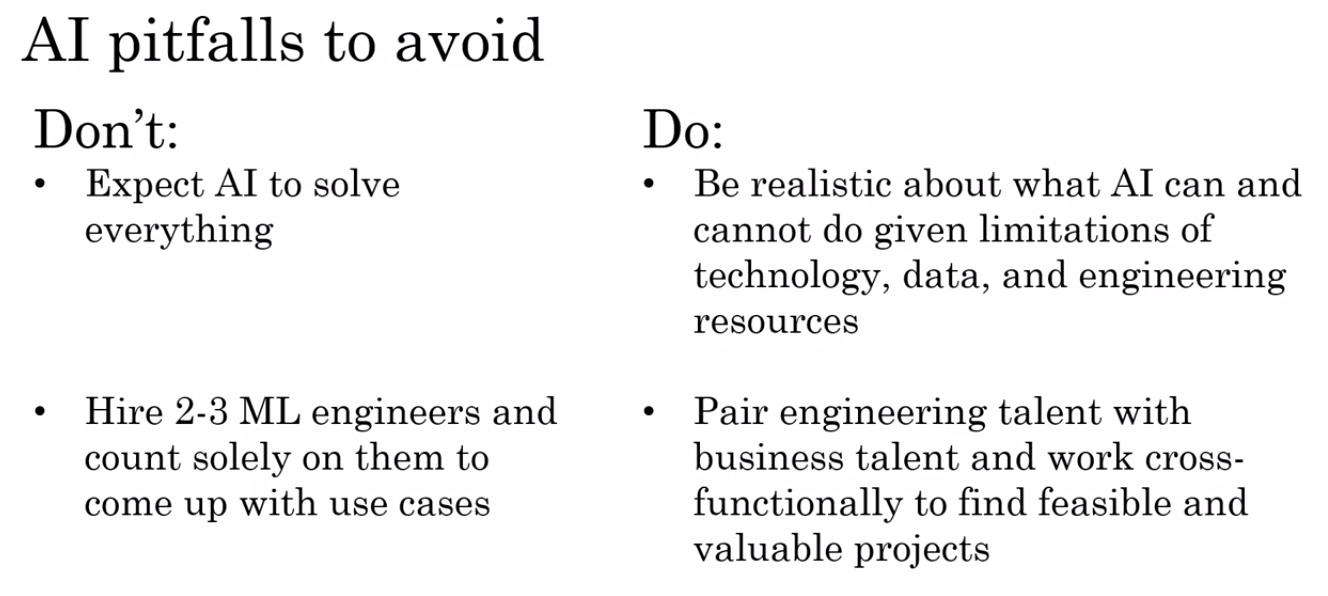 AI pitfalls to avoid
Don’t:
• Expect AI to solve
everything
• Hire 2-3 ML engineers and
count solely on them to
come up with use cases
Do:
• Be realistic about what AI can and
cannot do given limitations of
technology, data, and engineering
resources
• Pair engineering talent with
business talent and work cross-
functionally to find feasible and
valuable projects